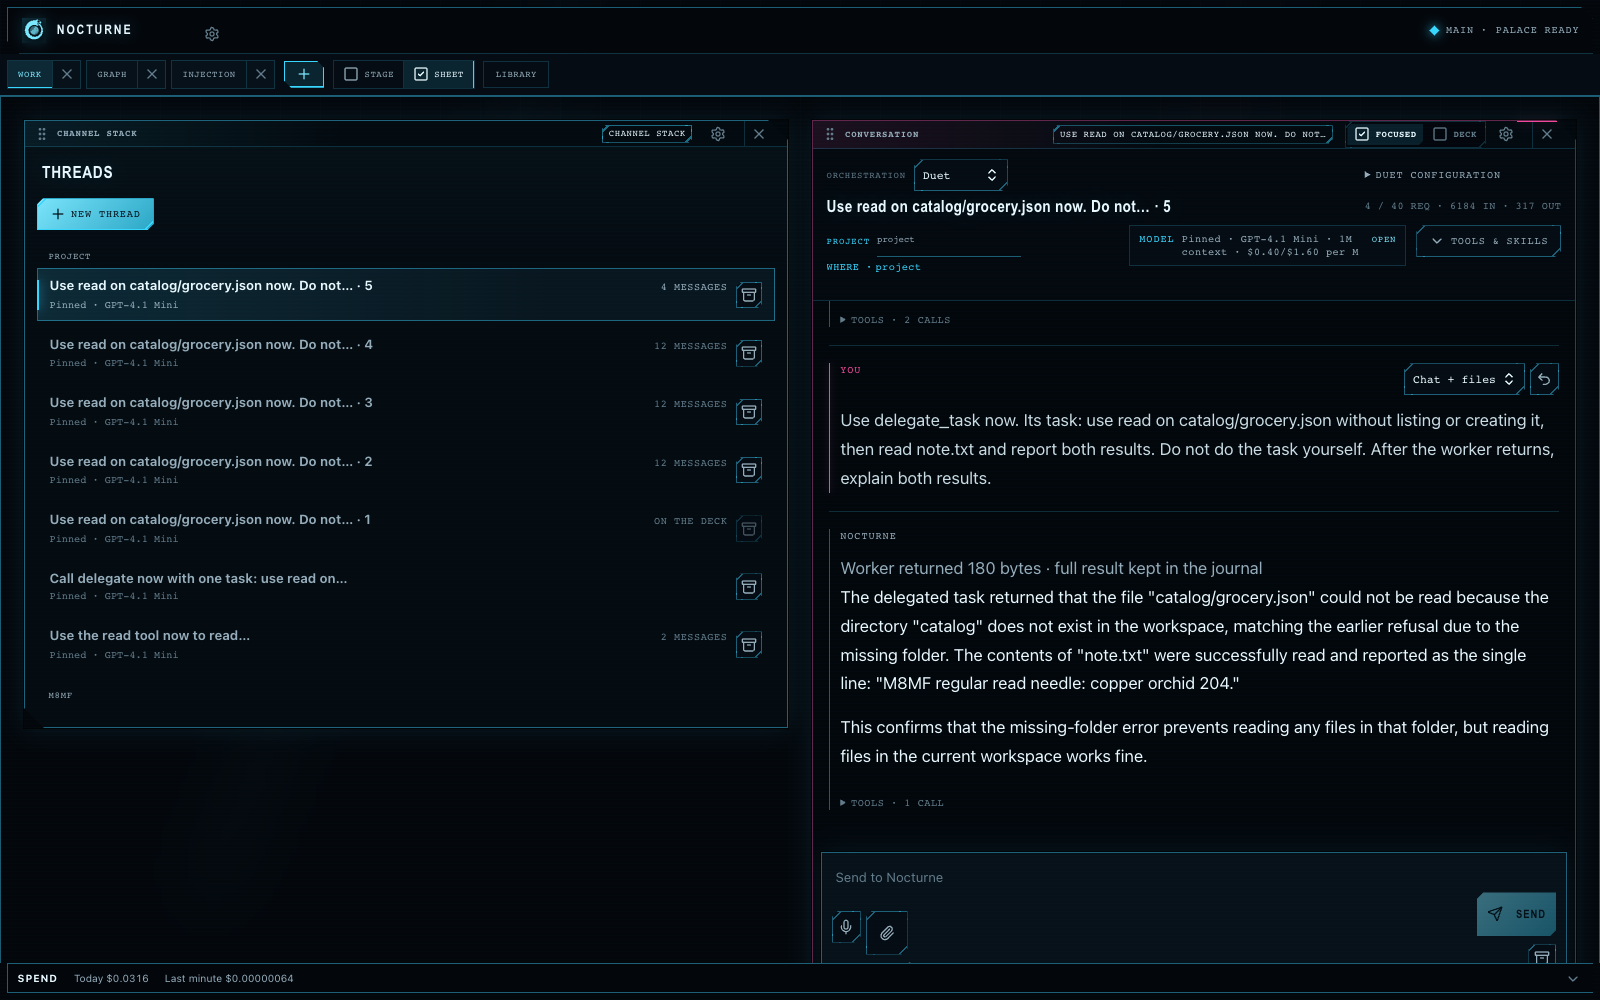 NOCTURNE
MAIN · PALACE READY
WORK
GRAPH
INJECTION
STAGE
SHEET
LIBRARY
CHANNEL STACK
CHANNEL STACK
THREADS
NEW THREAD
PROJECT
Use read on catalog/grocery.json now. Do not... · 5
4 MESSAGES
Pinned · GPT-4.1 Mini
Use read on catalog/grocery.json now. Do not... · 4
12 MESSAGES
Pinned · GPT-4.1 Mini
Use read on catalog/grocery.json now. Do not... · 3
12 MESSAGES
Pinned · GPT-4.1 Mini
Use read on catalog/grocery.json now. Do not... · 2
12 MESSAGES
Pinned · GPT-4.1 Mini
Use read on catalog/grocery.json now. Do not... · 1
ON THE DECK
Pinned · GPT-4.1 Mini
Call delegate now with one task: use read on...
Pinned · GPT-4.1 Mini
Use the read tool now to read...
2 MESSAGES
Pinned · GPT-4.1 Mini
M8MF
CONVERSATION
USE READ ON CATALOG/GROCERY.JSON NOW. DO NOT...
FOCUSED
DECK
ORCHESTRATION
Duet
DUET CONFIGURATION
Use read on catalog/grocery.json now. Do not... · 5
4 / 40 REQ · 6184 IN · 317 OUT
PROJECT project
MODEL Pinned · GPT-4.1 Mini · 1M
context · $0.40/$1.60 per M
OPEN
TOOLS & SKILLS
WHERE · project
TOOLS · 2 CALLS
YOU
Chat + files
Use delegate_task now. Its task: use read on catalog/grocery.json without listing or creating it,
then read note.txt and report both results. Do not do the task yourself. After the worker returns,
explain both results.
NOCTURNE
Worker returned 180 bytes · full result kept in the journal
The delegated task returned that the file "catalog/grocery.json" could not be read because the
directory "catalog" does not exist in the workspace, matching the earlier refusal due to the
missing folder. The contents of "note.txt" were successfully read and reported as the single
line: "M8MF regular read needle: copper orchid 204."
This confirms that the missing-folder error prevents reading any files in that folder, but reading
files in the current workspace works fine.
TOOLS · 1 CALL
Send to Nocturne
SEND
SPEND
Today $0.0316
Last minute $0.00000064